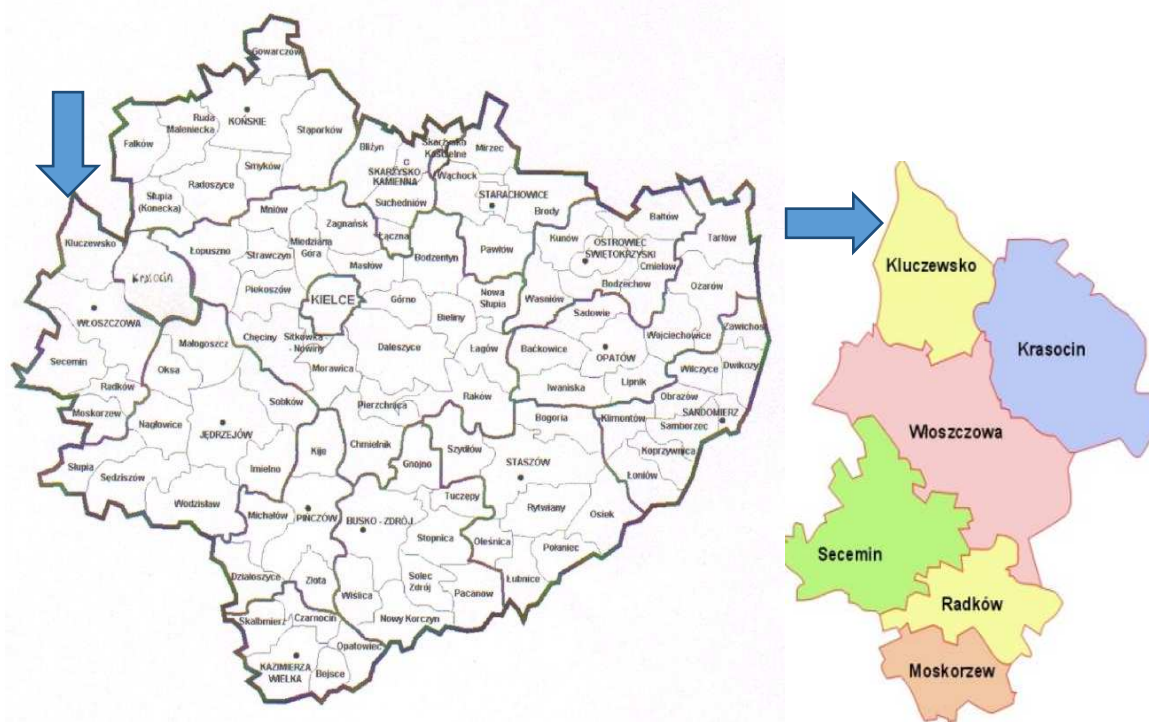 Gowarczów
Ruda
Maleniecka
KOŃSKIE
Stąporków
Fałków
Smyków
Radoszyce
Słupia
(Konecka)
Bliżyn
Skarżysko
Kościelne
Mirzec
SKARŻYSKO
KAMIENNA
Wąchock
STARACHOWICE
Suchedniów
Brody
Mniów
Zagnańsk
Łączna
Kluczewsko
Łopuszno
Strawczyn
Miedziana
Góra
Masłów
Bodzentyn
Pawłów
Kunów
OSTROWIEC
ŚWIĘTOKRZYSKI
Bałtów
Ćmielów
Tarłów
Krasocin
Piekoszów
KIELCE
Górno
Nowa
Słupia
Waśniów
Bodzechow
Ożarów
Bieliny
Sadowie
WŁOSZCZOWA
Wojciechowice
Zawichost
Małogoszcz
Chęciny
Sitkówka -
Nowiny
Daleszyce
Łagów
Baćkowice
OPATÓW
Secemin
Oksa
Morawica
Wilczyce
Dwikozy
Radków
Iwaniska
Lipnik
Obrazów
Moskorzew
Nagłowice
Sobków
Pierzchnica
Raków
Bogoria
Klimontów
SANDOMIERZ
Samborzec
JĘDRZEJÓW
Kije
Chmielnik
Szydłów
Koprzywnica
Słupia
Sędziszów
Imielno
Gnojno
STASZÓW
Łoniów
Wodzisław
Michałów
PIŃCZÓW
BUSKO - ZDRÓJ
Tuczępy
Rytwiany
Osiek
Stopnica
Oleśnica
Połaniec
Działoszyce
Złota
Wiślica
Solec
Zdrój
Pacanow
Łubnice
Skalbmierz
Czarnocin
Nowy Korczyn
Opatowiec
KAZIMIERZA
WIELKA
Bejsce
Kluczewsko
Krasocin
Włoszczowa
Secemin
Radków
Moskorzew